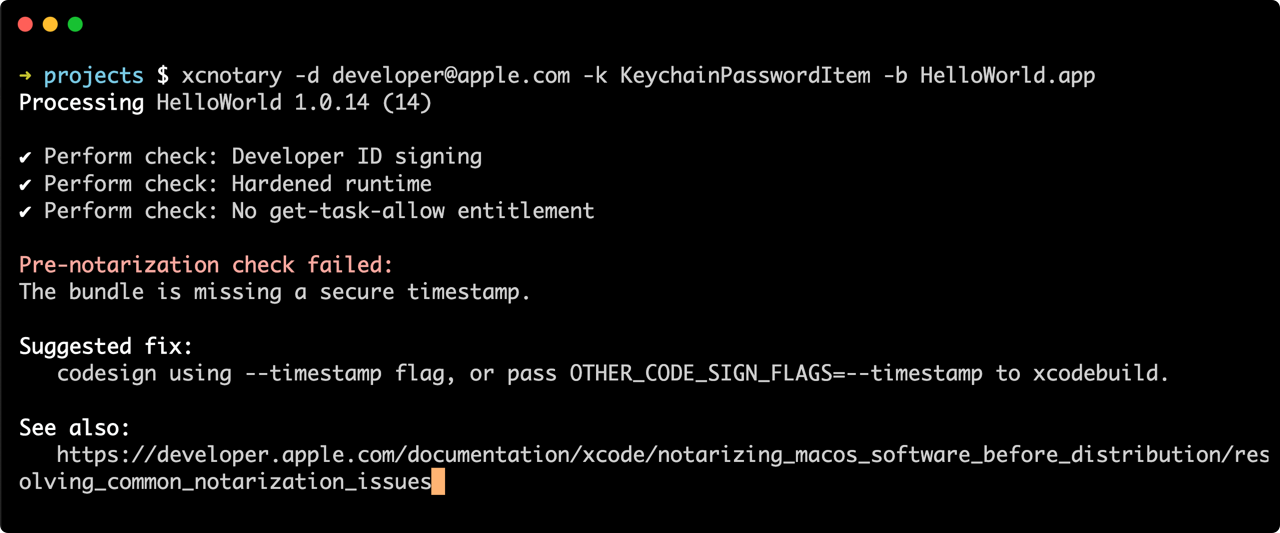 ➜ projects $ xcnotary -d developer@apple.com -k KeychainPasswordItem -b HelloWorld.app
Processing HelloWorld 1.0.14 (14)
✔ Perform check: Developer ID signing
✔ Perform check: Hardened runtime
✔ Perform check: No get-task-allow entitlement
Pre-notarization check failed:
The bundle is missing a secure timestamp.
Suggested fix:
codesign using --timestamp flag, or pass OTHER_CODE_SIGN_FLAGS=--timestamp to xcodebuild.
See also:
https://developer.apple.com/documentation/xcode/notarizing_macos_software_before_distribution/res
olving_common_notarization_issues